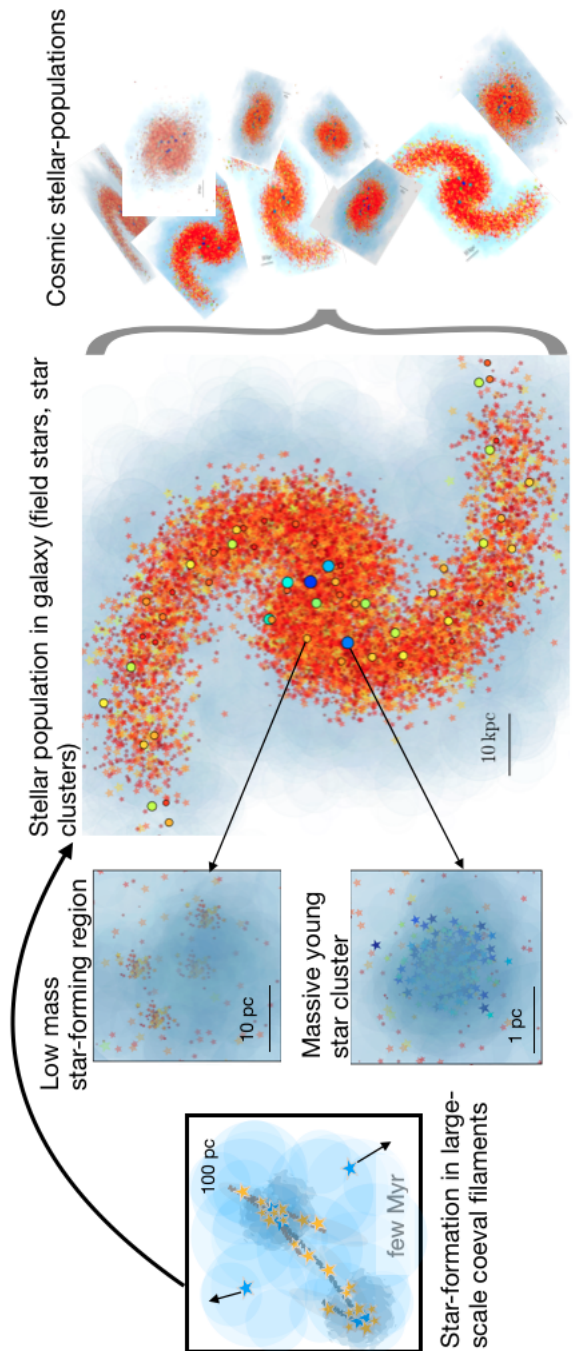 Star-formation in large-
scale coeval filaments
100 pc
few Myr
Low mass
star-forming region
10 pc
Massive young
star cluster
1 pc
Stellar population in galaxy (field stars, star
clusters)
10 kpc
Cosmic stellar-populations